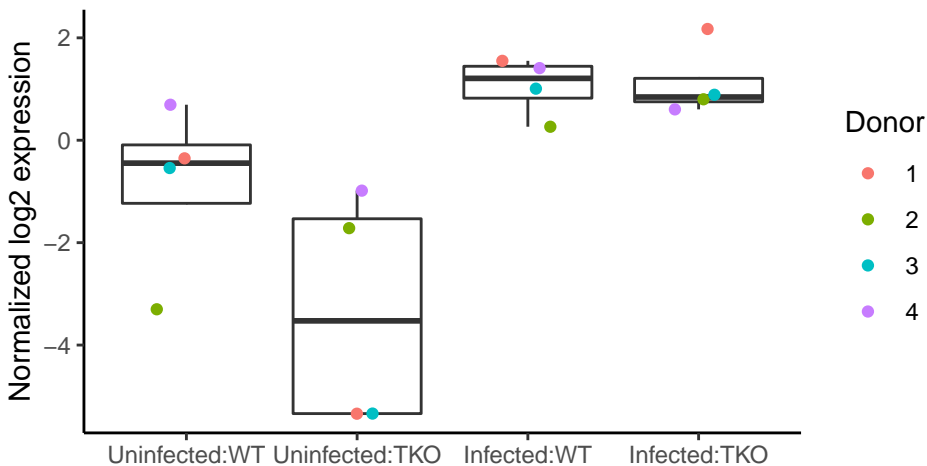 Normalized log2 expression
2
0
−2
−4
Uninfected:WT
Uninfected:TKO
Infected:WT
Infected:TKO
Donor
1
2
3
4